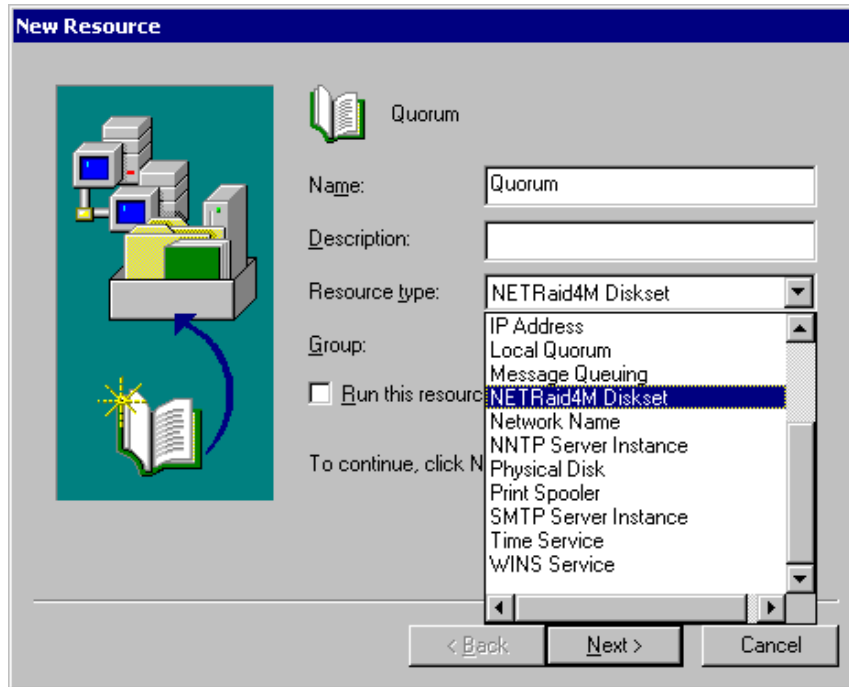 New Resource
Quorum
Name: Quorum
Description:
Resource type: NETRaid4M Diskset
IP Address
Group:
Local Quorum
Message Queuing
Run this resourc
NETRaid4M Diskset
Network Name
NNTP Server Instance
To continue, click N
Physical Disk
Print Spooler
SMTP Server Instance
Time Service
WINS Service
< Back Next > Cancel